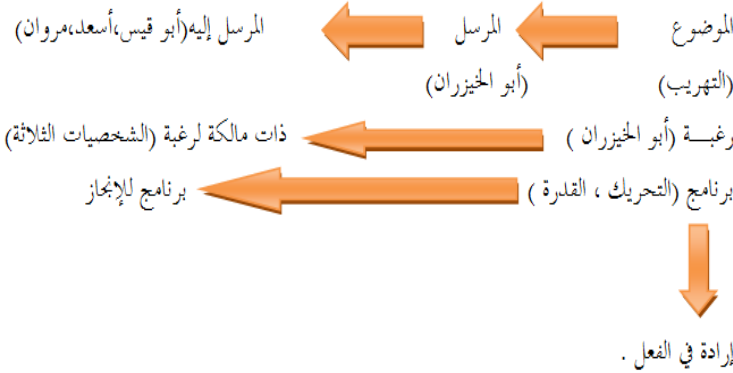 الموضوع المرسل المرسل إليه(أبو قيس،أسعد،مروان)
(التهريب) (أبو الخيزران)
رغبـــة (أبو الخيزران ) ذات مالكة لرغبة (الشخصيات الثلاثة)
برنامج (التحريك ، القدرة ) برنامج للإنجاز
إرادة في الفعل .